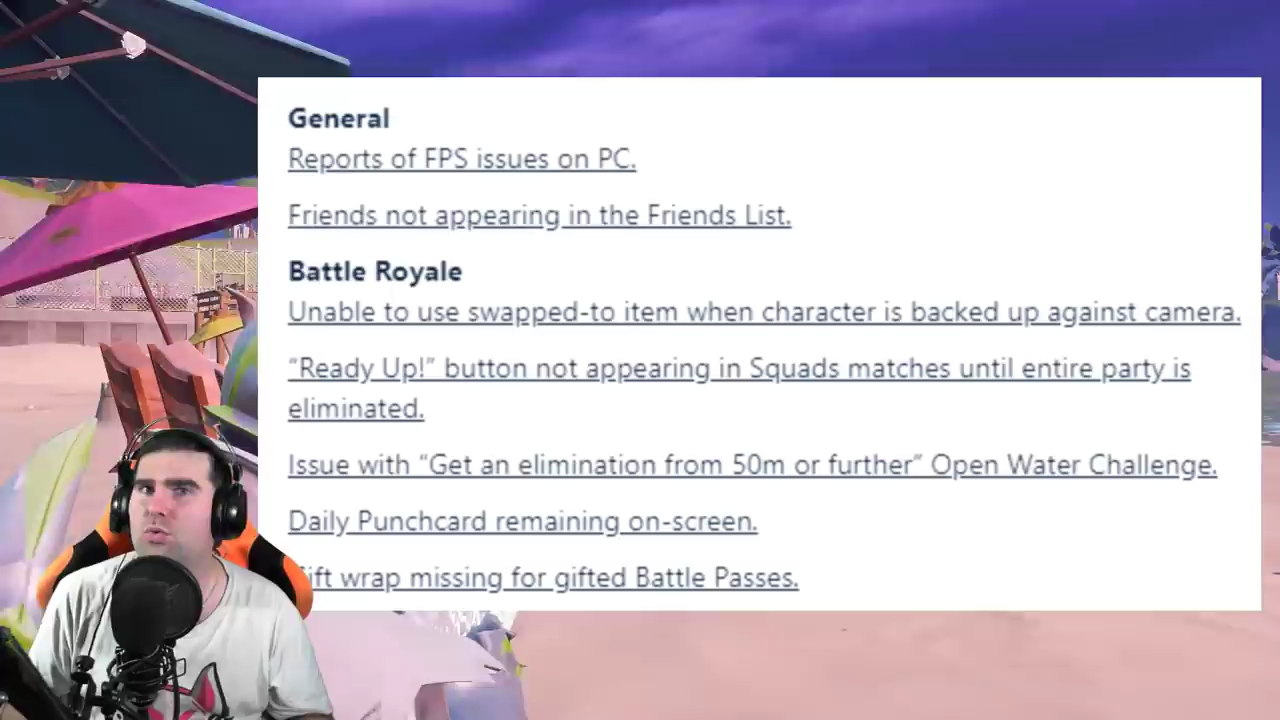 General
Reports of FPS issues on PC.
Friends not appearing in the Friends List.
Battle Royale
Unable to use swapped-to item when character is backed up against camera.
“Ready Up!” button not appearing in Squads matches until entire party is
eliminated.
Issue with “Get an elimination from 50m or further” Open Water Challenge.
Daily Punchcard remaining on-screen.
ift wrap missing for gifted Battle Passes.